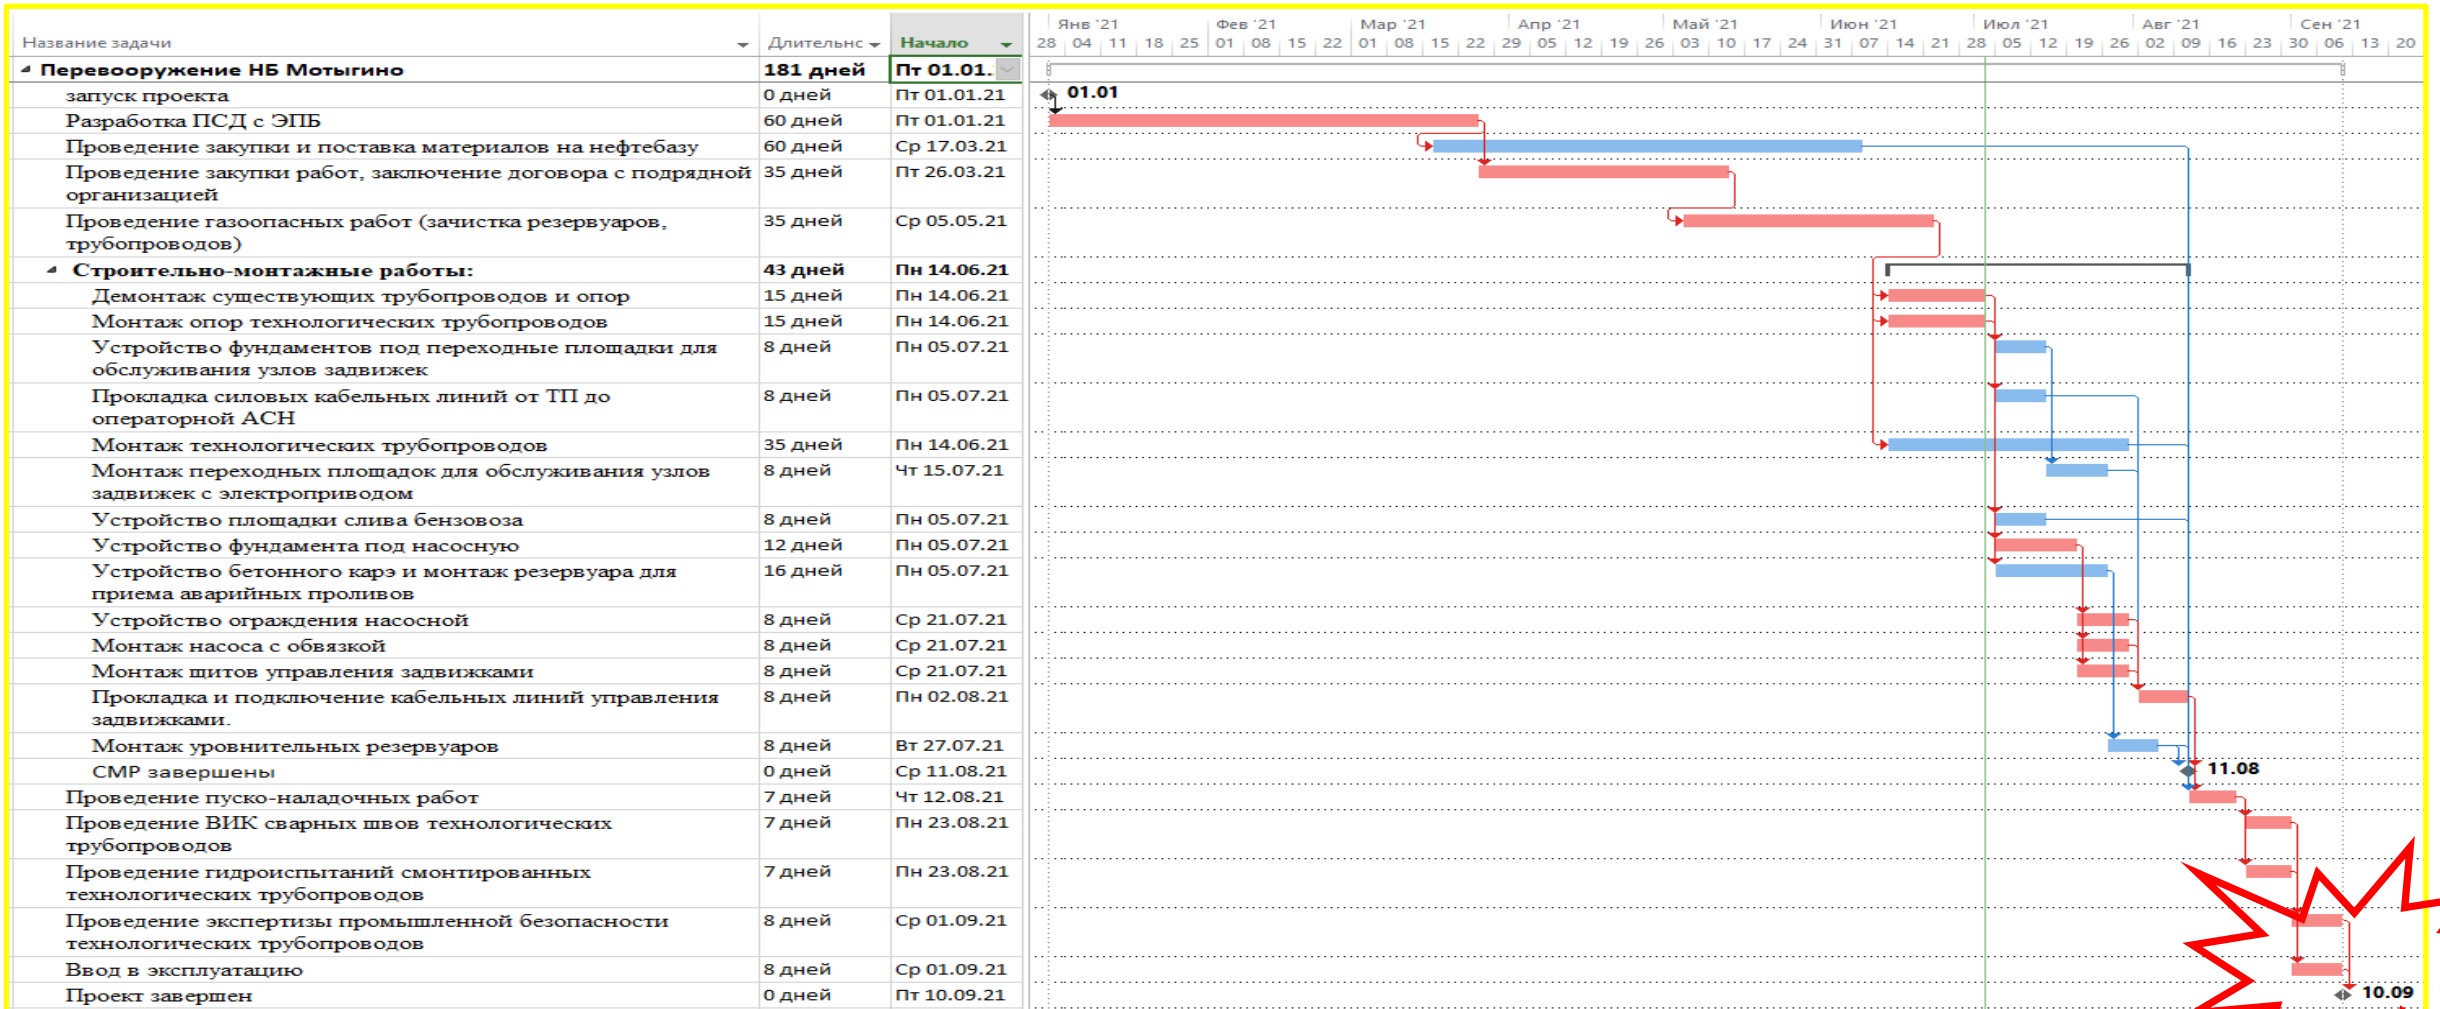 Янв '21 Фев '21 Мар '21 Апр '21 Май '21 Июн '21 Июл '21 Авг '21 Сен '21
Название задачи Длительнс Начало 28 04 11 18 25 01 08 15 22 01 08 15 22 29 05 12 19 26 03 10 17 24 31 07 14 21 28 05 12 19 26 02 09 16 23 30 06 13 20
Перевооружение НБ Мотыгино 181 дней Пт 01.01.
запуск проекта 0 дней Пт 01.01.21 01.01
Разработка ПСД с ЭПБ 60 дней Пт 01.01.21
Проведение закупки и поставка материалов на нефтебазу 60 дней Ср 17.03.21
Проведение закупки работ, заключение договора с подрядной 35 дней Пт 26.03.21
организацией
Проведение газоопасных работ (зачистка резервуаров, 35 дней Ср 05.05.21
трубопроводов)
Строительно-монтажные работы: 43 дней Пн 14.06.21
Демонтаж существующих трубопроводов и опор 15 дней Пн 14.06.21
Монтаж опор технологических трубопроводов 15 дней Пн 14.06.21
Устройство фундаментов под переходные площадки для 8 дней Пн 05.07.21
обслуживания узлов задвижек
Прокладка силовых кабельных линий от ТП до 8 дней Пн 05.07.21
операторной АСН
Монтаж технологических трубопроводов 35 дней Пн 14.06.21
Монтаж переходных площадок для обслуживания узлов 8 дней Чт 15.07.21
задвижек с электроприводом
Устройство площадки слива бензовоза 8 дней Пн 05.07.21
Устройство фундамента под насосную 12 дней Пн 05.07.21
Устройство бетонного карэ и монтаж резервуара для 16 дней Пн 05.07.21
приема аварийных проливов
Устройство ограждения насосной 8 дней Ср 21.07.21
Монтаж насоса с обвязкой 8 дней Ср 21.07.21
Монтаж щитов управления задвижками 8 дней Ср 21.07.21
Прокладка и подключение кабельных линий управления 8 дней Пн 02.08.21
задвижками.
Монтаж уровнительных резервуаров 8 дней Вт 27.07.21
СМР завершены 0 дней Ср 11.08.21 11.08
Проведение пуско-наладочных работ 7 дней Чт 12.08.21
Проведение ВИК сварных швов технологических 7 дней Пн 23.08.21
трубопроводов
Проведение гидроиспытаний смонтированных 7 дней Пн 23.08.21
технологических трубопроводов
Проведение экспертизы промышленной безопасности 8 дней Ср 01.09.21
технологических трубопроводов
Ввод в эксплуатацию 8 дней Ср 01.09.21
Проект завершен 0 дней Пт 10.09.21 10.09